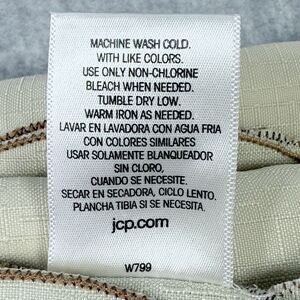 MACHINE WASH COLD.
WITH LIKE COLORS.
USE ONLY NON-CHLORINE
BLEACH WHEN NEEDED.
TUMBLE DRY LOW.
WARM IRON AS NEEDED.
LAVAR EN LAVADORA CON AGUA FRIA
CON COLORES SIMILARES
USAR SOLAMENTE BLANQUEADOR
SIN CLORO,
CUANDO SE NECESITE.
SECAR EN SECADORA, CICLO LENTO.
PLANCHA TIBIA SI SE NECESITA.
jcp.com
W799